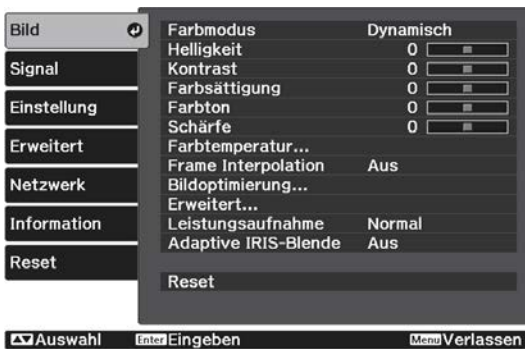 Bild
Signal
Einstellung
Erweitert
Netzwerk
Information
Reset
Farbmodus Dynamisch
Helligkeit 0
Kontrast 0
Farbsättigung 0
Farbton 0
Schärfe 0
Farbtemperatur...
Frame Interpolation Aus
Bildoptimierung...
Erweitert...
Leistungsaufnahme Normal
Adaptive IRIS-Blende Aus
Reset
Auswahl Enter Eingeben Menu Verlassen